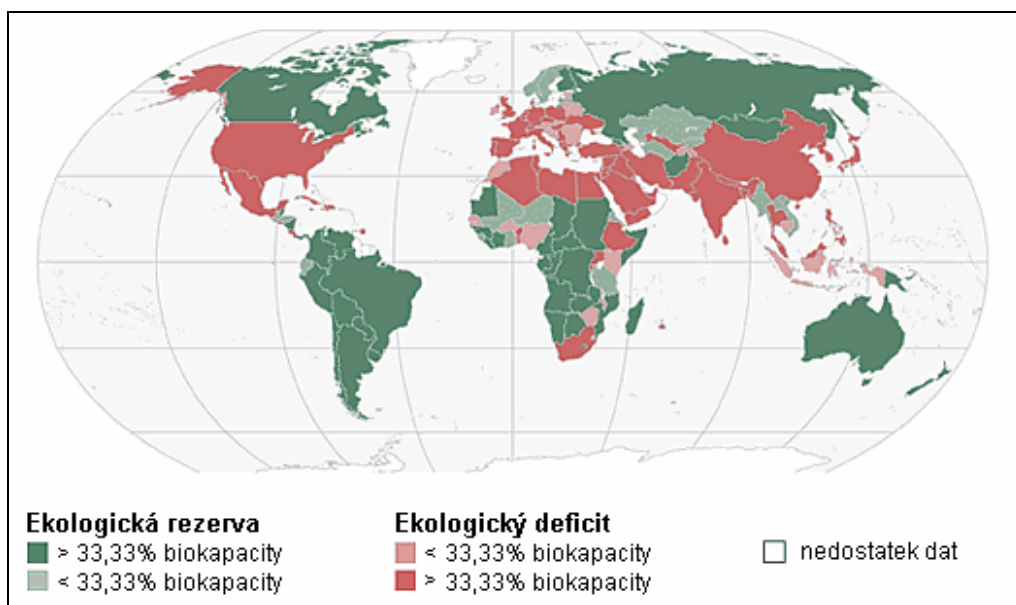 Ekologická rezerva
> 33,33% biokapacity
< 33,33% biokapacity
Ekologický deficit
< 33,33% biokapacity
> 33,33% biokapacity
nedostatek dat